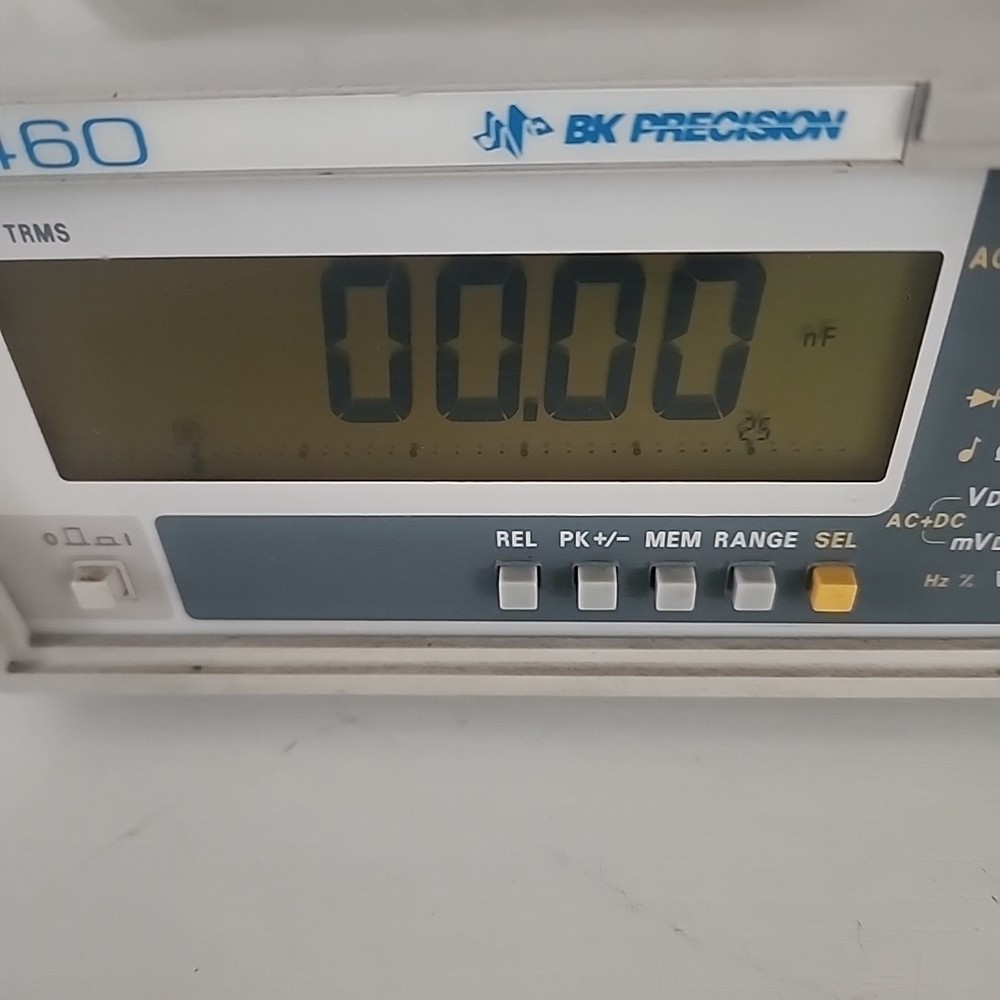 460
BK PRECISION
TRMS
00.00
nF
25
REL PK+/- MEM RANGE SEL
AC+DC
Hz %